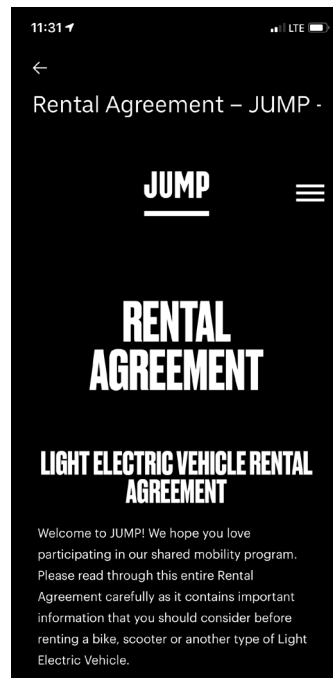 11:31 LTE
Rental Agreement – JUMP -
JUMP
RENTAL
AGREEMENT
LIGHT ELECTRIC VEHICLE RENTAL
AGREEMENT
Welcome to JUMP! We hope you love
participating in our shared mobility program.
Please read through this entire Rental
Agreement carefully as it contains important
information that you should consider before
renting a bike, scooter or another type of Light
Electric Vehicle.